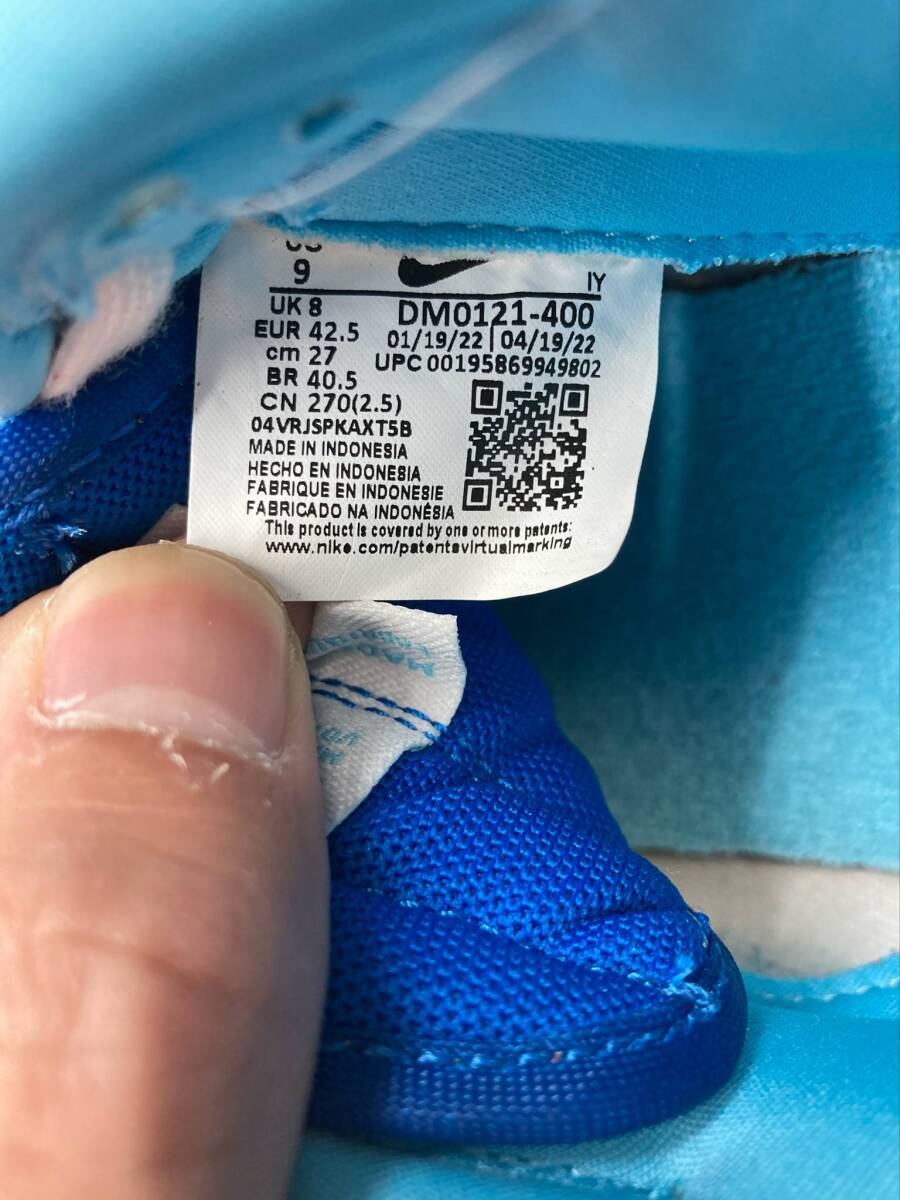 US
9
IY
UK 8
EUR 42.5
cm 27
BR 40.5
CN 270(2.5)
DM0121-400
01/19/22 | 04/19/22
UPC 00195869949802
04VRJSPKAXT5B
MADE IN INDONESIA
HECHO EN INDONESIA
FABRIQUE EN INDONESIE
FABRICADO NA INDONÉSIA
This product is covered by one or more patents:
www.nike.com/patentsvirtualmarking